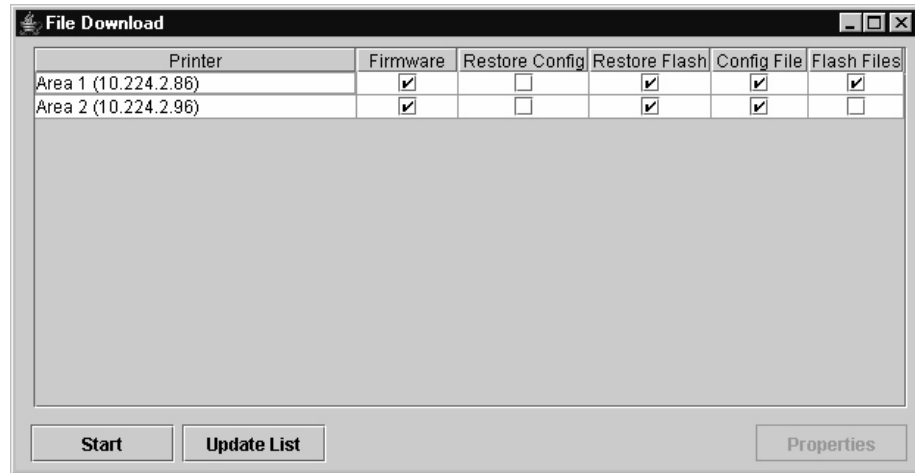 File Download
Printer Firmware Restore Config Restore Flash Config File Flash Files
Area 1 (10.224.2.86)
Area 2 (10.224.2.96)
Start Update List Properties